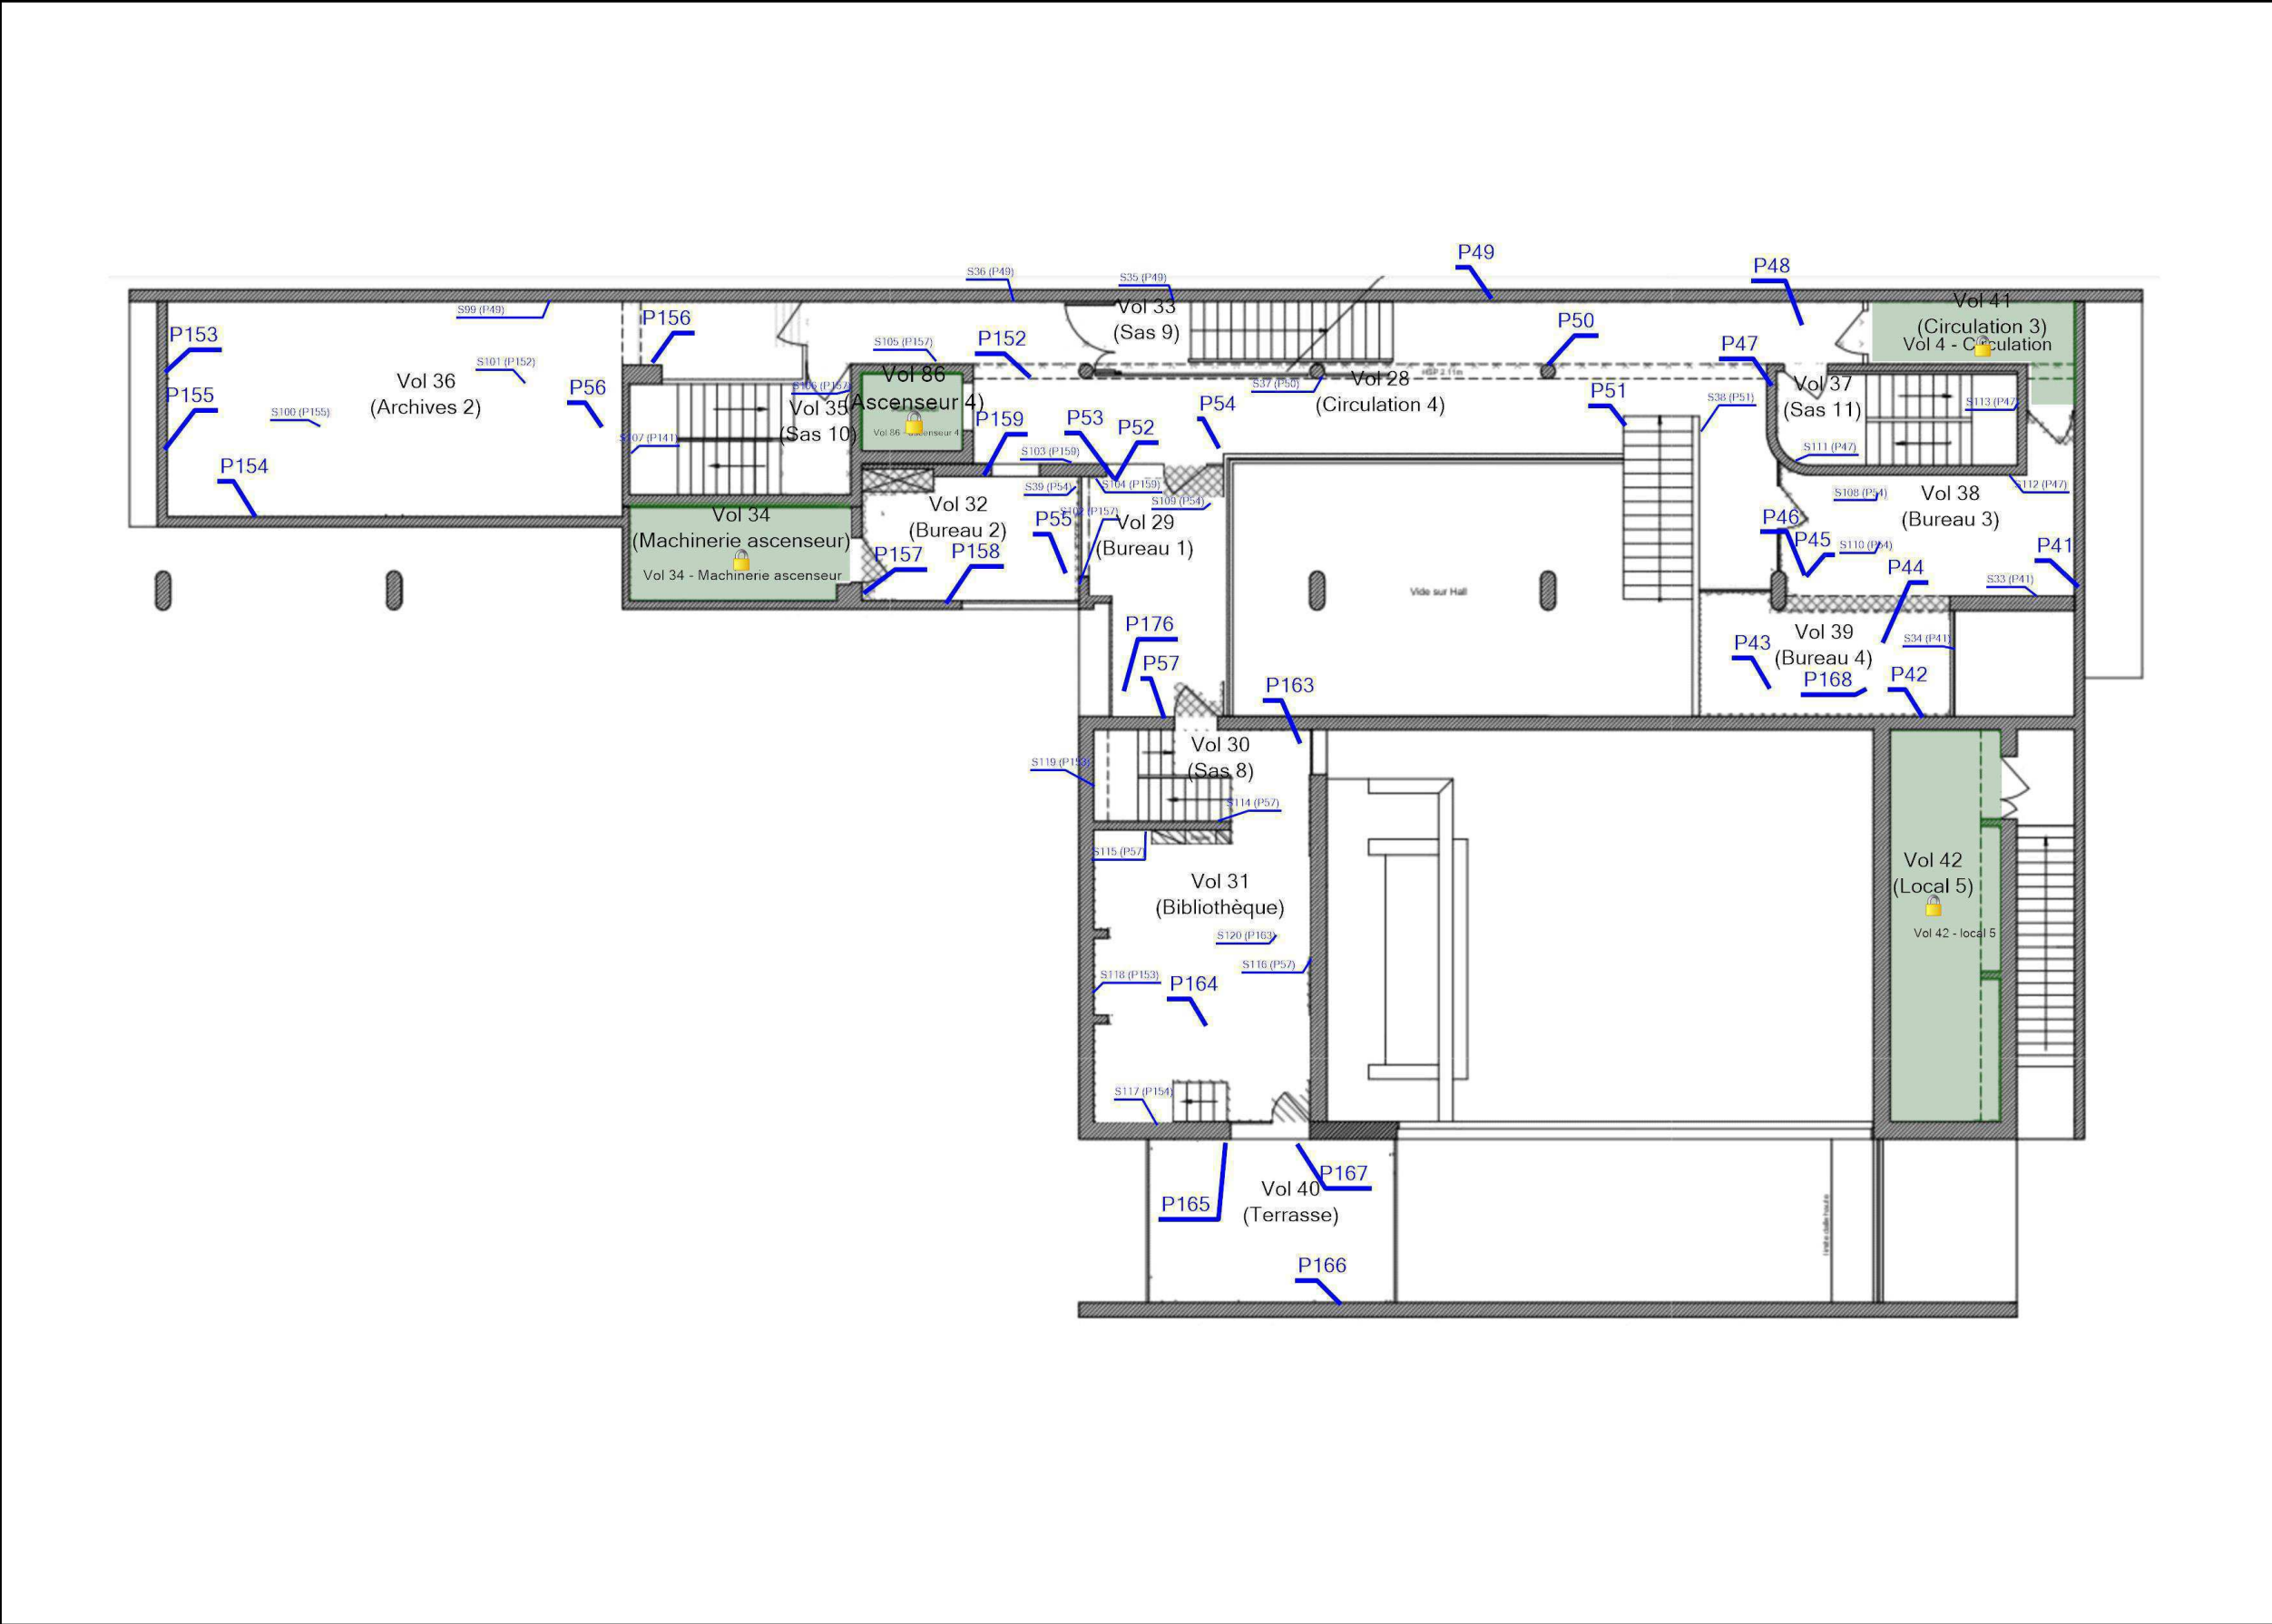 P49
P48
S36 (P49)
S35 (P49)
Vol 33
(Sas 9)
Vol 41
(Circulation 3)
Vol 4 - Circulation
S99 (P49)
P156
P50
P153
P152
P47
S105 (P157)
S101 (P152)
Vol 36
(Archives 2)
P56
Vol 86
(Ascenseur 4)
Vol 86 - Ascenseur 4
HSP 2.11m
S37 (P50)
Vol 28
(Circulation 4)
P51
S38 (P51)
Vol 37
(Sas 11)
S113 (P47)
P155
S100 (P155)
Vol 35
(Sas 10)
P159
P53
P52
P54
S107 (P141)
S103 (P159)
S111 (P47)
P154
S39 (P54)
S104 (P159)
S109 (P54)
S108 (P54)
S112 (P47)
Vol 38
(Bureau 3)
Vol 34
(Machinerie ascenseur)
Vol 34 - Machinerie ascenseur
Vol 32
(Bureau 2)
P55
Vol 29
(Bureau 1)
P157
P158
P46
P45
S110 (P54)
P41
P44
S33 (P41)
Vide sur Hall
P176
P57
P163
P43
Vol 39
(Bureau 4)
S34 (P41)
P168
P42
Vol 30
(Sas 8)
S119 (P153)
S114 (P57)
S115 (P57)
Vol 31
(Bibliothèque)
Vol 42
(Local 5)
Vol 42 - local 5
S120 (P163)
S116 (P57)
S118 (P153)
P164
S117 (P154)
P167
P165
Vol 40
(Terrasse)
P166